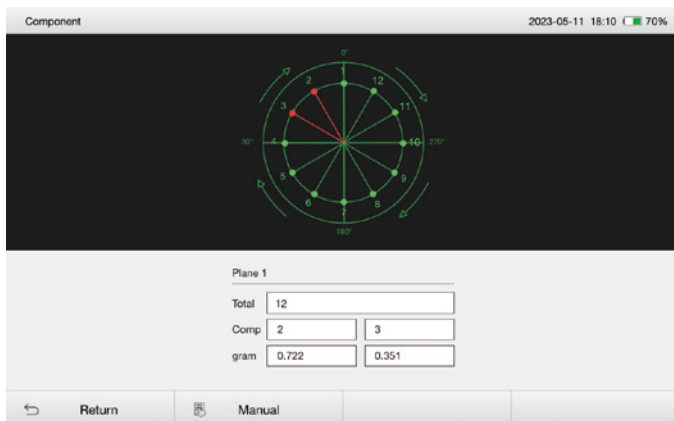 Component 2023-05-11 18:10 70%
0°
1
2 12
3 11
90° 4 10 270°
5 9
6 8
7
180°
Plane 1
Total 12
Comp 2 3
gram 0.722 0.351
Return Manual